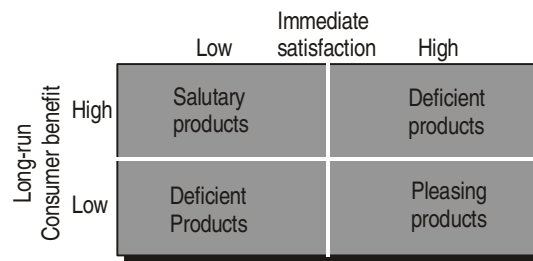 Immediate
Low satisfaction High
Long-run
Consumer benefit
High
Salutary
products
Deficient
products
Low
Deficient
Products
Pleasing
products